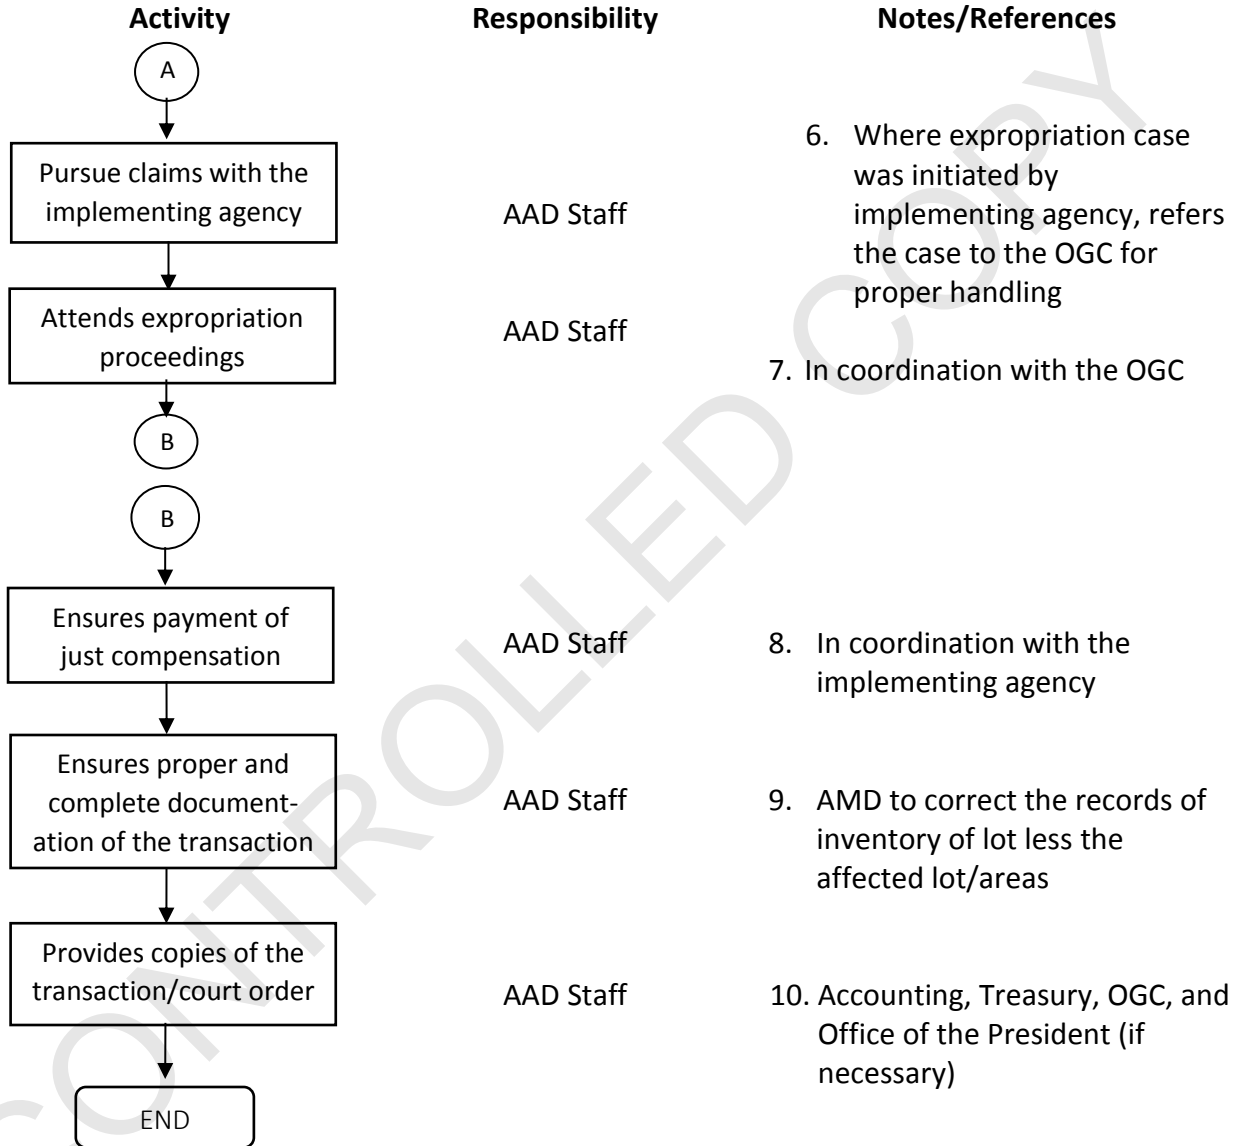 Activity Responsibility Notes/References
A
Pursue claims with the
implementing agency
AAD Staff
6. Where expropriation case
was initiated by
implementing agency, refers
the case to the OGC for
proper handling
Attends expropriation
proceedings
AAD Staff
7. In coordination with the OGC
B
B
Ensures payment of
just compensation
AAD Staff
8. In coordination with the
implementing agency
Ensures proper and
complete document-
ation of the transaction
AAD Staff
9. AMD to correct the records of
inventory of lot less the
affected lot/areas
Provides copies of the
transaction/court order
AAD Staff
10. Accounting, Treasury, OGC, and
Office of the President (if
necessary)
END
CONTROLLED COPY